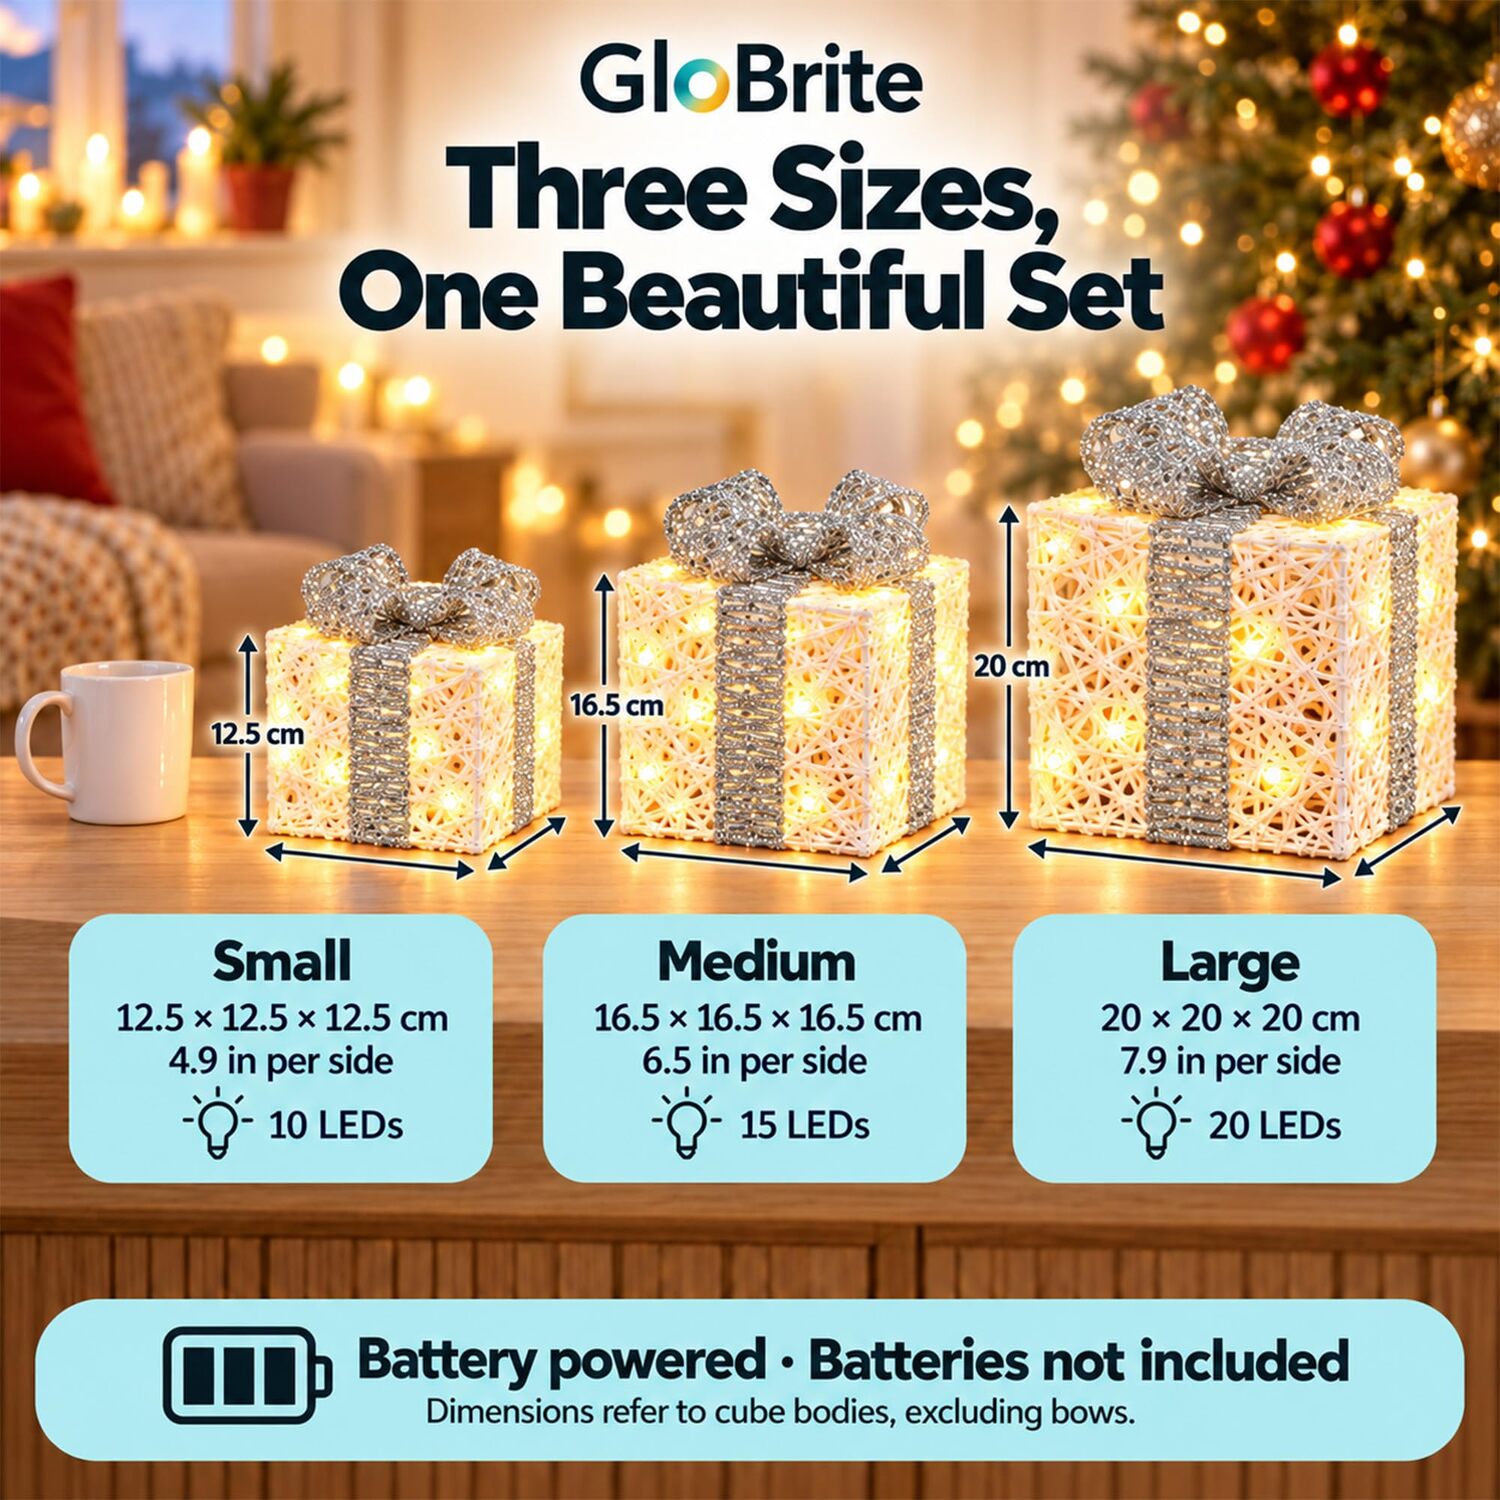 GloBrite
Three Sizes,
One Beautiful Set
12.5 cm
16.5 cm
20 cm
Small
12.5 × 12.5 × 12.5 cm
4.9 in per side
10 LEDs
Medium
16.5 × 16.5 × 16.5 cm
6.5 in per side
15 LEDs
Large
20 × 20 × 20 cm
7.9 in per side
20 LEDs
Battery powered · Batteries not included
Dimensions refer to cube bodies, excluding bows.